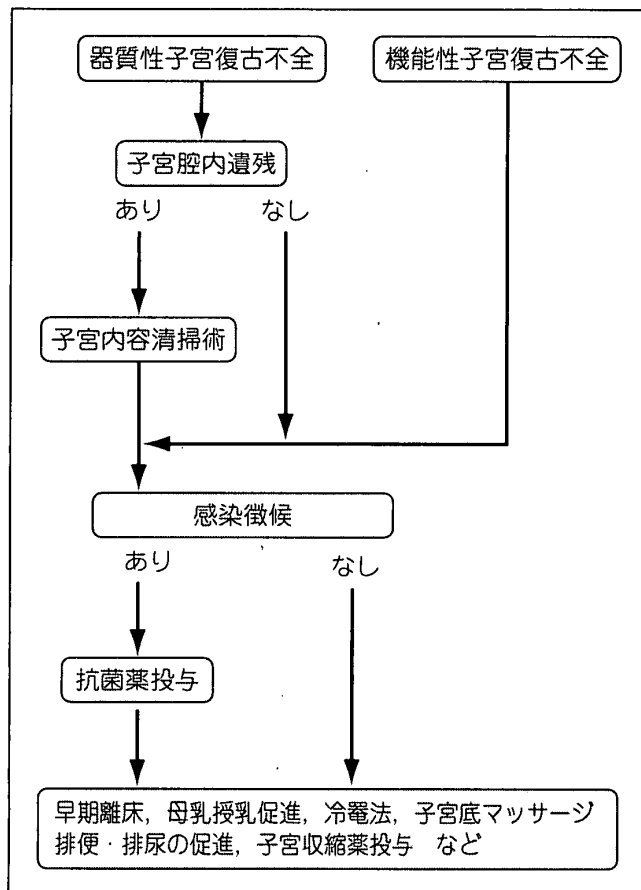 器質性子宮復古不全
機能性子宮復古不全
子宮腔内遺残
あり
なし
子宮内容清掃術
感染徴候
あり
なし
抗菌薬投与
早期離床，母乳授乳促進，冷罨法，子宮底マッサージ
排便・排尿の促進，子宮収縮薬投与　など